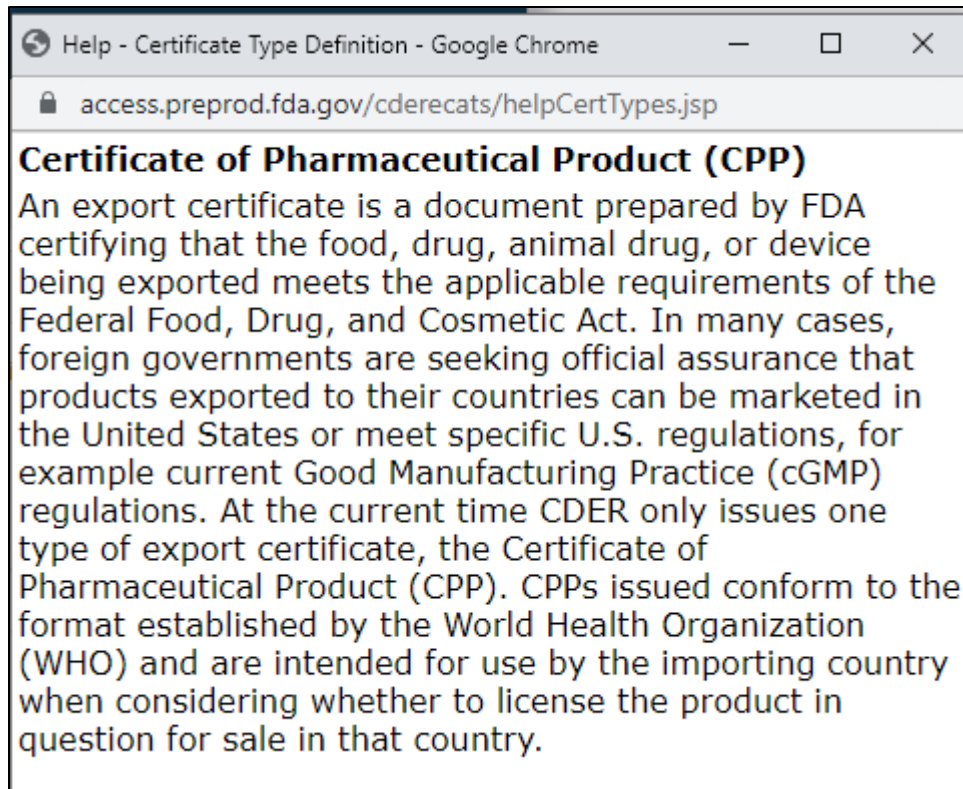 Help - Certificate Type Definition - Google Chrome
access.preprod.fda.gov/cderecats/helpCertTypes.jsp
Certificate of Pharmaceutical Product (CPP)
An export certificate is a document prepared by FDA
certifying that the food, drug, animal drug, or device
being exported meets the applicable requirements of the
Federal Food, Drug, and Cosmetic Act. In many cases,
foreign governments are seeking official assurance that
products exported to their countries can be marketed in
the United States or meet specific U.S. regulations, for
example current Good Manufacturing Practice (cGMP)
regulations. At the current time CDER only issues one
type of export certificate, the Certificate of
Pharmaceutical Product (CPP). CPPs issued conform to the
format established by the World Health Organization
(WHO) and are intended for use by the importing country
when considering whether to license the product in
question for sale in that country.